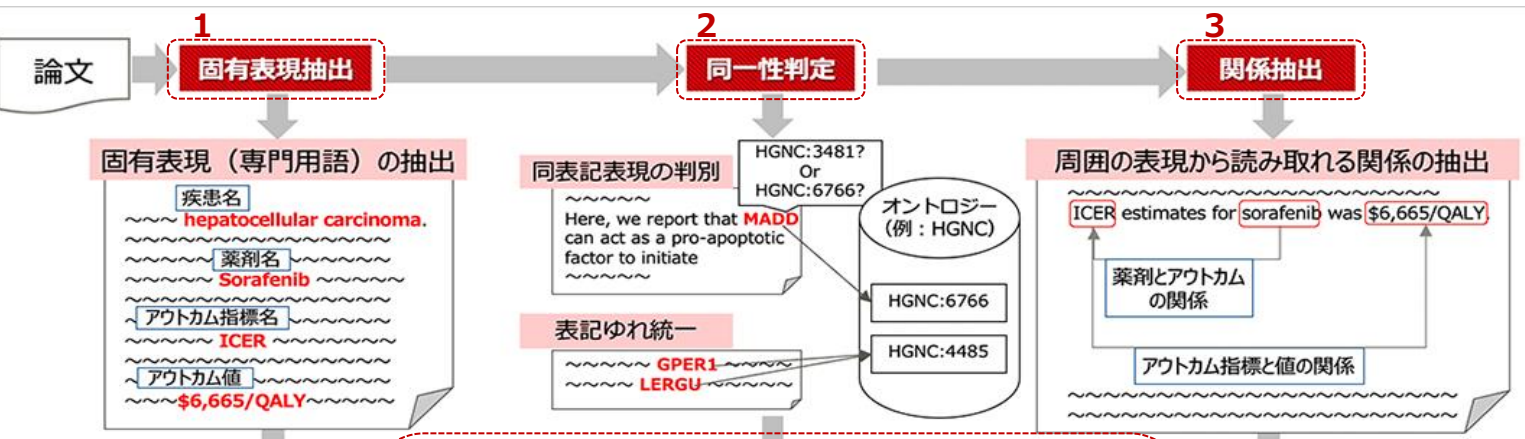 1
2
3
論文
固有表現抽出
同一性判定
関係抽出
固有表現（専門用語）の抽出
疾患名
hepatocellular carcinoma.
薬剤名
Sorafenib
アウトカム指標名
ICER
アウトカム値
$6,665/QALY
同表記表現の判別
HGNC:3481?
Or
HGNC:6766?
Here, we report that MADD
can act as a pro-apoptotic
factor to initiate
表記ゆれ統一
GPER1
LERGU
オントロジー
（例：HGNC）
HGNC:6766
HGNC:4485
周囲の表現から読み取れる関係の抽出
ICER estimates for sorafenib was $6,665/QALY.
薬剤とアウトカム
の関係
アウトカム指標と値の関係